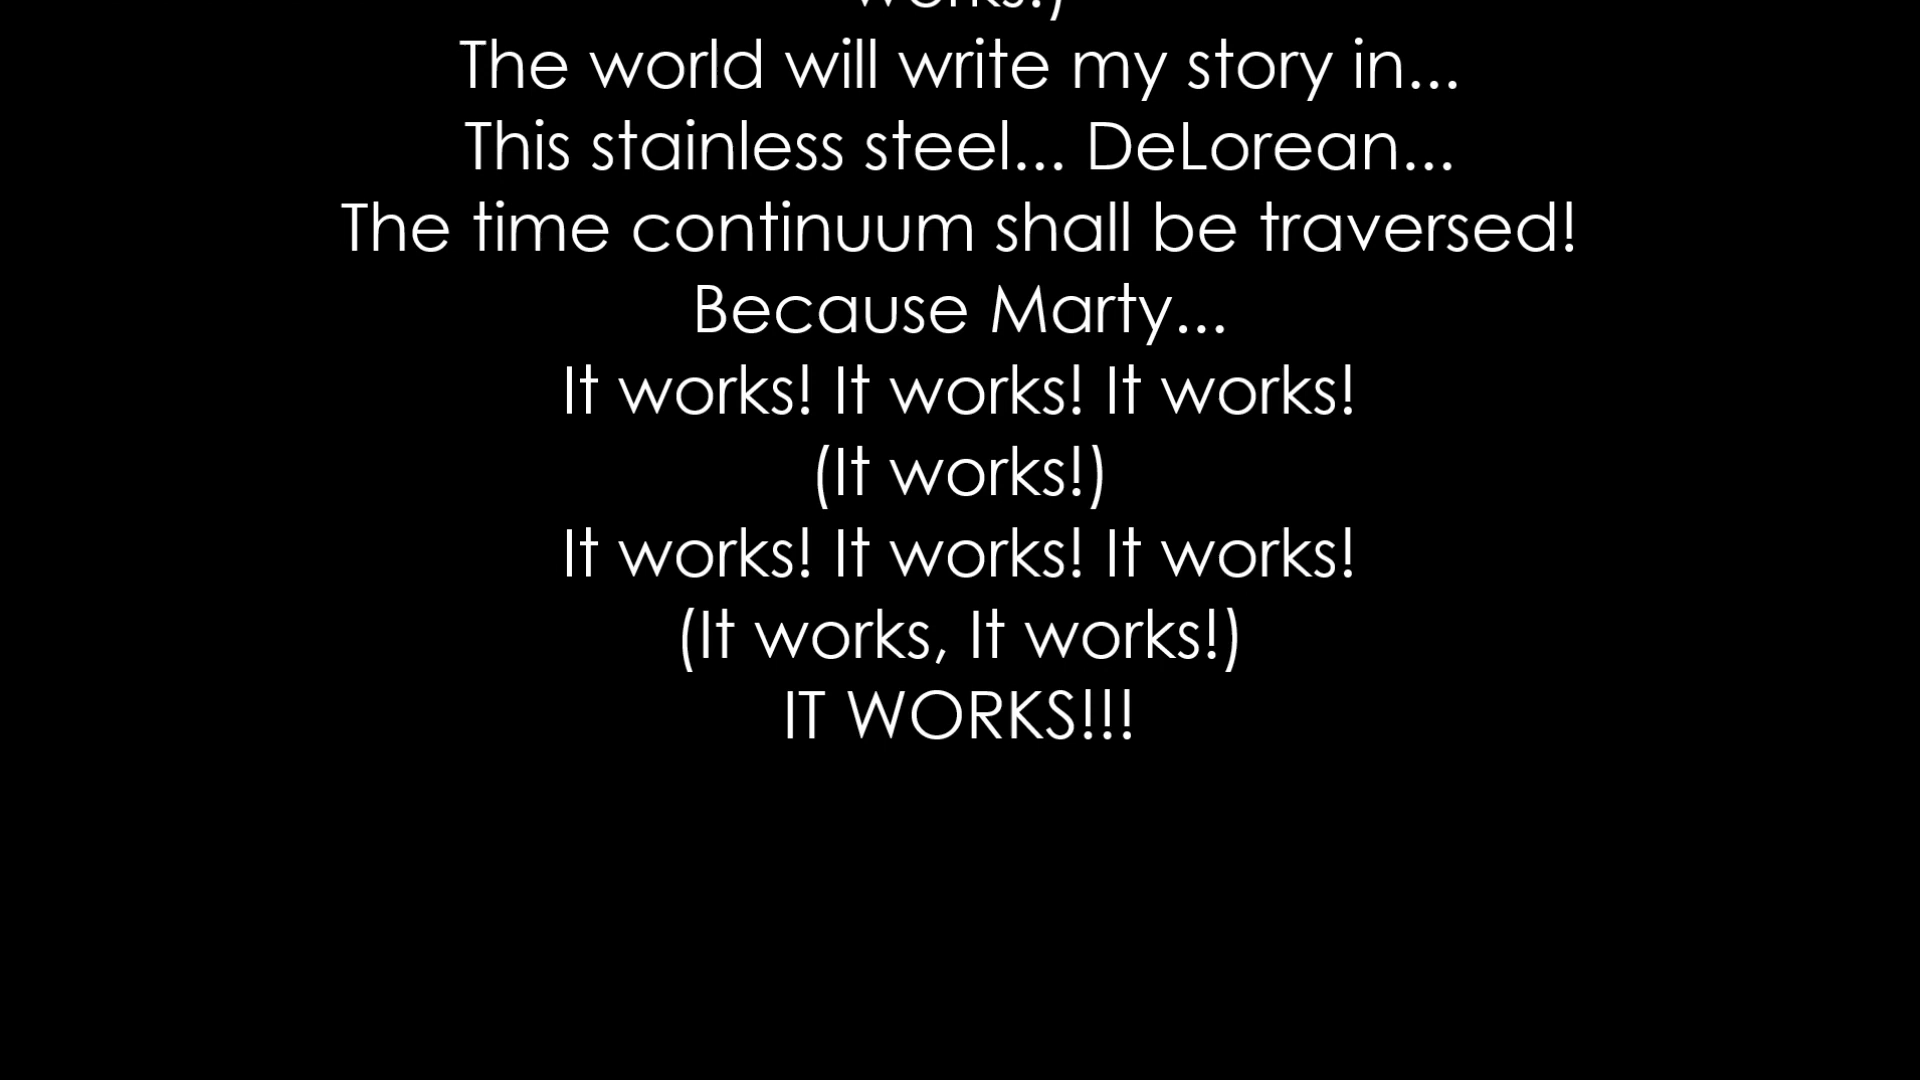 works!)
The world will write my story in...
This stainless steel... DeLorean...
The time continuum shall be traversed!
Because Marty...
It works! It works! It works!
(It works!)
It works! It works! It works!
(It works, It works!)
IT WORKS!!!